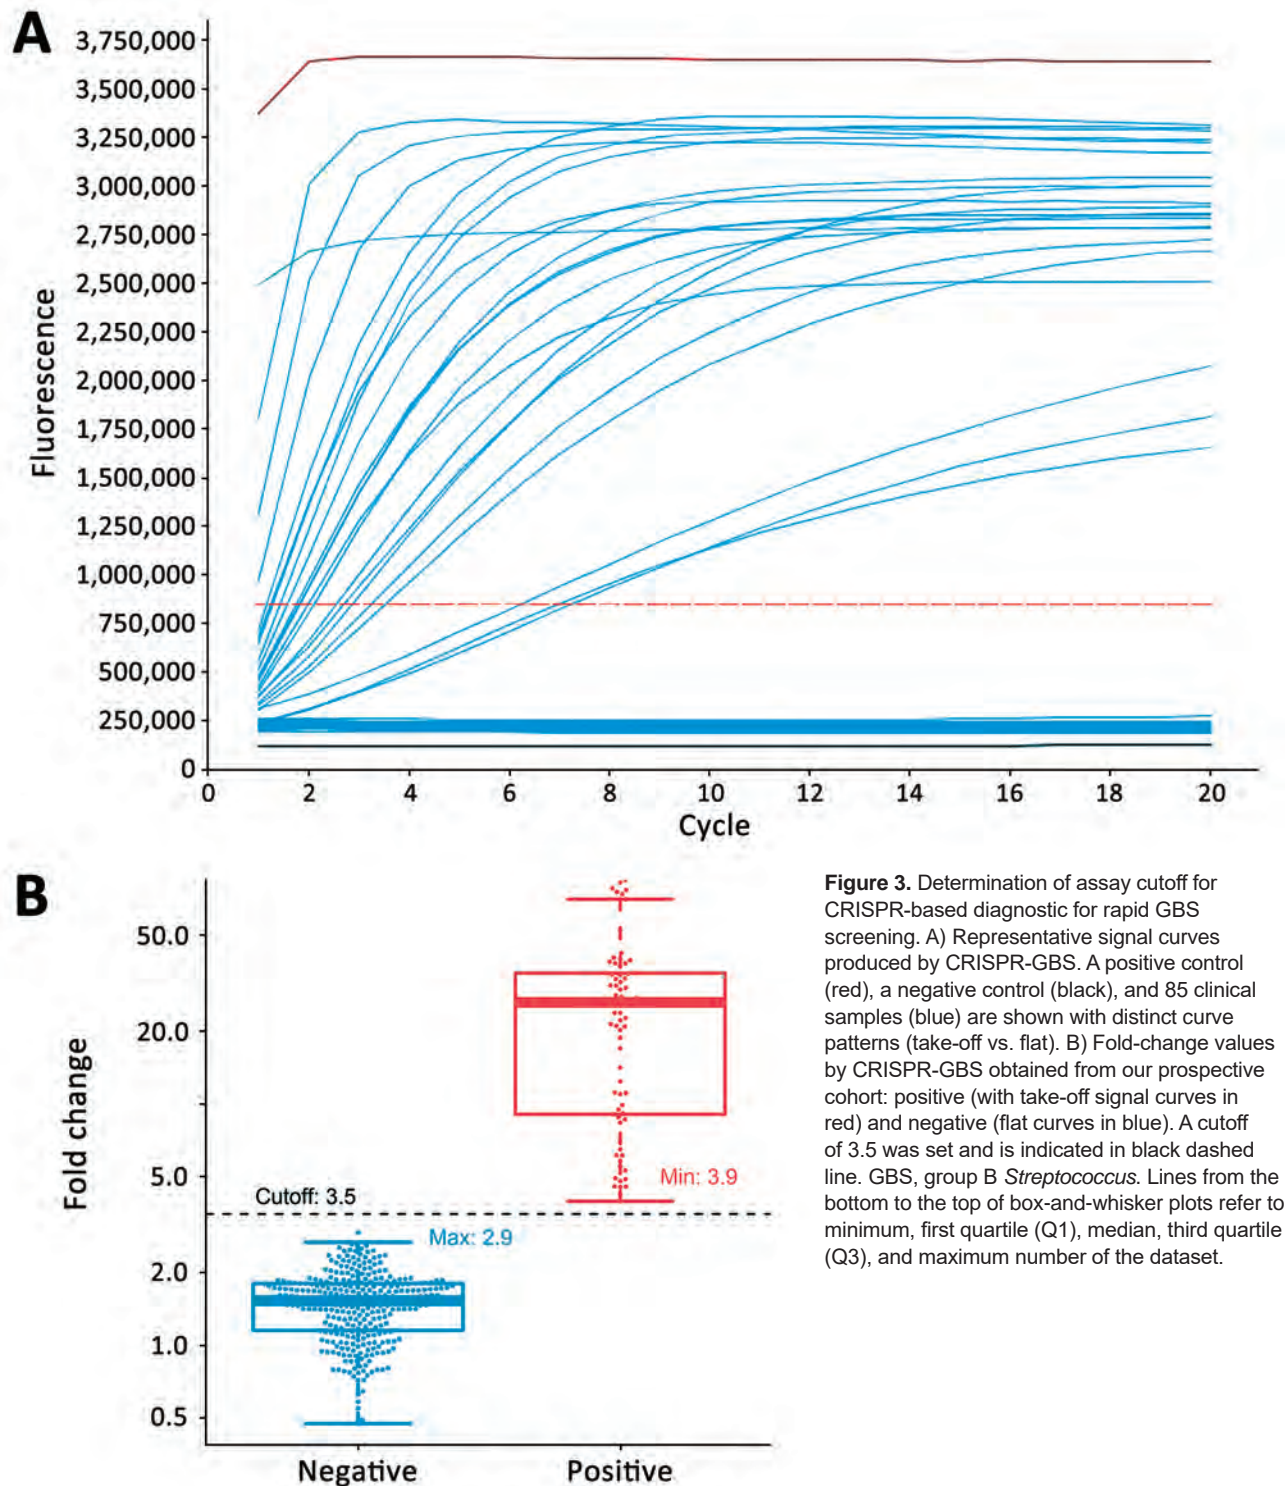 A
3,750,000
3,500,000
3,250,000
3,000,000
2,750,000
2,500,000
2,250,000
2,000,000
1,750,000
1,500,000
1,250,000
1,000,000
750,000
500,000
250,000
0
Fluorescence
0 2 4 6 8 10 12 14 16 18 20
Cycle
B
50.0
20.0
5.0
2.0
1.0
0.5
Fold change
Cutoff: 3.5
Min: 3.9
Max: 2.9
Negative Positive
Figure 3. Determination of assay cutoff for
CRISPR-based diagnostic for rapid GBS
screening. A) Representative signal curves
produced by CRISPR-GBS. A positive control
(red), a negative control (black), and 85 clinical
samples (blue) are shown with distinct curve
patterns (take-off vs. flat). B) Fold-change values
by CRISPR-GBS obtained from our prospective
cohort: positive (with take-off signal curves in
red) and negative (flat curves in blue). A cutoff
of 3.5 was set and is indicated in black dashed
line. GBS, group B Streptococcus. Lines from the
bottom to the top of box-and-whisker plots refer to
minimum, first quartile (Q1), median, third quartile
(Q3), and maximum number of the dataset.